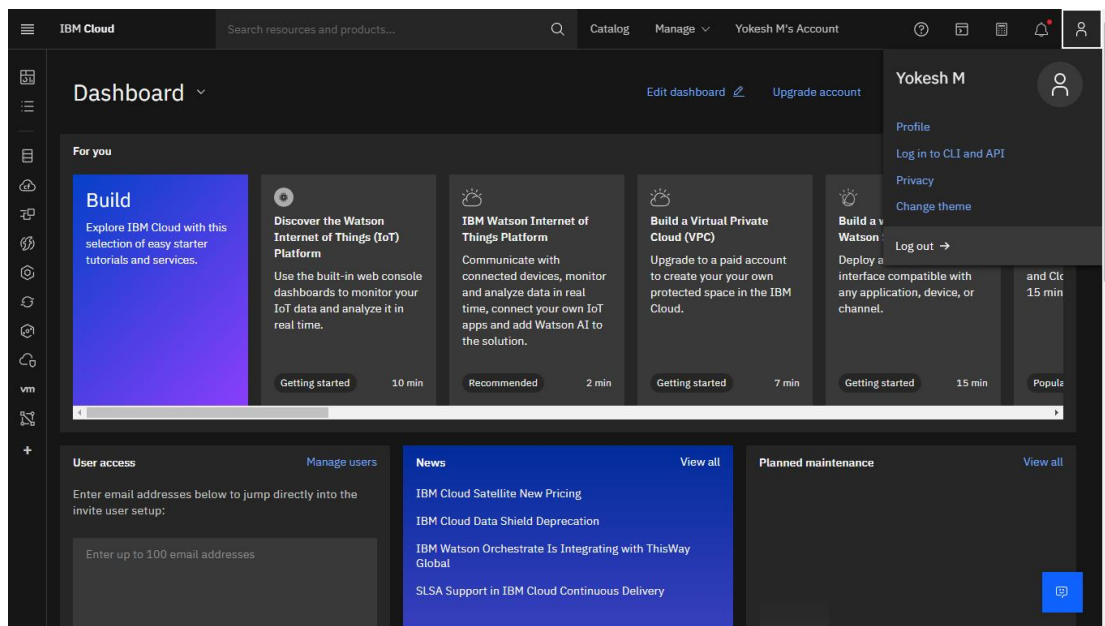 IBM Cloud
Search resources and products...
Catalog
Manage
Yokesh M's Account
Yokesh M
Profile
Log in to CLI and API
Privacy
Change theme
Log out →
Dashboard
Edit dashboard
Upgrade account
For you
Build
Explore IBM Cloud with this
selection of easy starter
tutorials and services.
Discover the Watson
Internet of Things (IoT)
Platform
Use the built-in web console
dashboards to monitor your
IoT data and analyze it in
real time.
Getting started
10 min
IBM Watson Internet of
Things Platform
Communicate with
connected devices, monitor
and analyze data in real
time, connect your own IoT
apps and add Watson AI to
the solution.
Recommended
2 min
Build a Virtual Private
Cloud (VPC)
Upgrade to a paid account
to create your your own
protected space in the IBM
Cloud.
Getting started
7 min
Build a
Watson
Deploy a
interface compatible with
any application, device, or
channel.
Getting started
15 min
and
15 min
vm
User access
Manage users
Enter email addresses below to jump directly into the
invite user setup:
Enter up to 100 email addresses
News
View all
IBM Cloud Satellite New Pricing
IBM Cloud Data Shield Deprecation
IBM Watson Orchestrate Is Integrating with ThisWay
Global
SLSA Support in IBM Cloud Continuous Delivery
Planned maintenance
View all